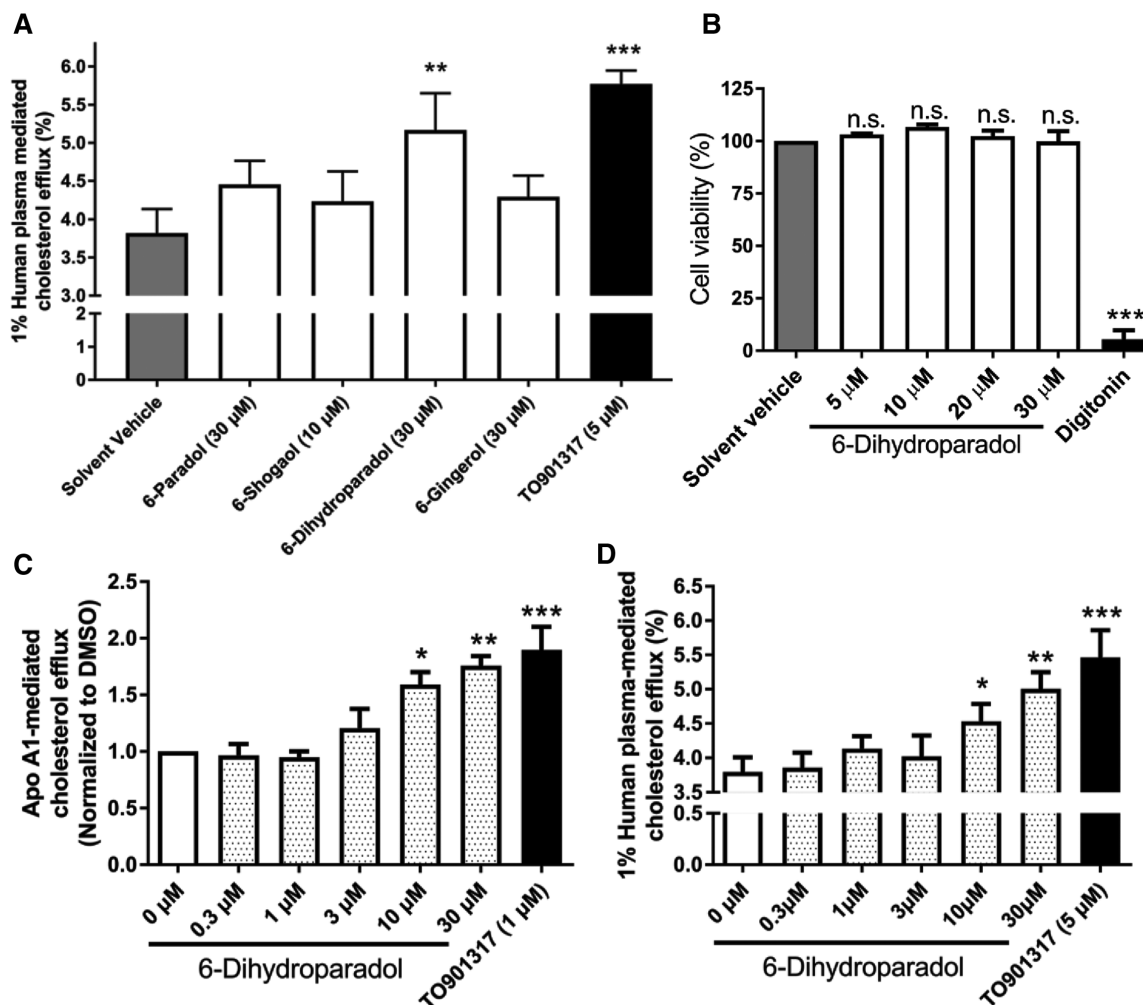 A
1% Human plasma mediated
cholesterol efflux (%)
6.0
5.5
5.0
4.5
4.0
3.5
3.0
2
1
0
**
***
Solvent Vehicle
6-Paradol (30 µM)
6-Shogaol (10 µM)
6-Dihydroparadol (30 µM)
6-Gingerol (30 µM)
TO901317 (5 µM)
B
Cell viability (%)
125
100
75
50
25
0
n.s.
n.s.
n.s.
n.s.
***
Solvent vehicle
5 µM
10 µM
20 µM
30 µM
Digitonin
6-Dihydroparadol
C
Apo A1-mediated
cholesterol efflux
(Normalized to DMSO)
2.5
2.0
1.5
1.0
0.5
0.0
*
**
***
0 µM
0.3 µM
1 µM
3 µM
10 µM
30 µM
TO901317 (1 µM)
6-Dihydroparadol
D
1% Human plasma-mediated
cholesterol efflux (%)
6.5
6.0
5.5
5.0
4.5
4.0
3.5
0.5
0.0
*
**
***
0 µM
0.3µM
1µM
3µM
10µM
30µM
TO901317 (5 µM)
6-Dihydroparadol